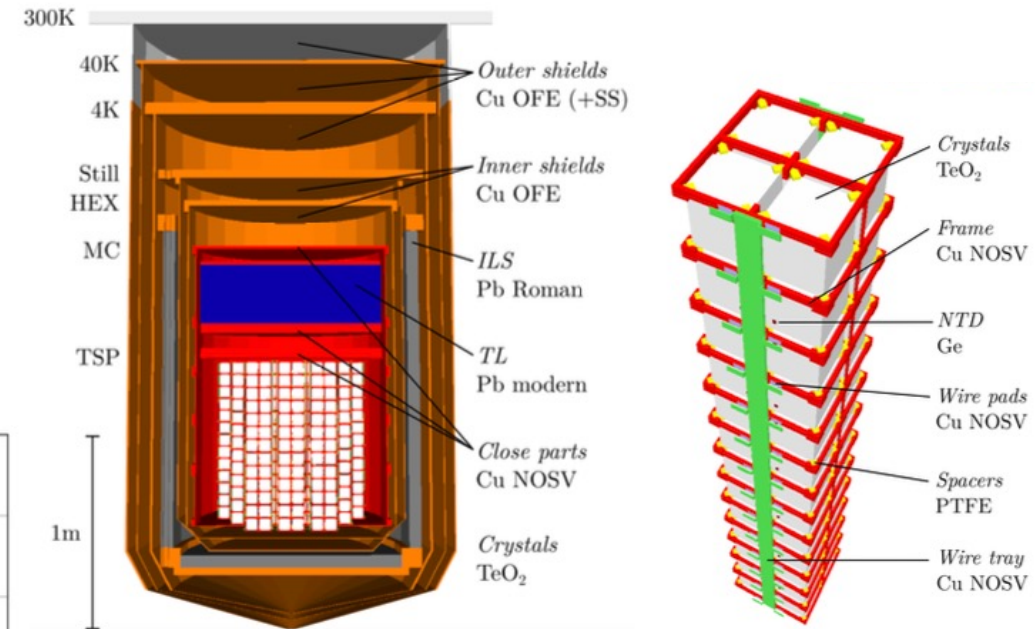 300K
40K
4K
Still
HEX
MC
TSP
1m
Outer shields
Cu OFE (+SS)
Inner shields
Cu OFE
ILS
Pb Roman
TL
Pb modern
Close parts
Cu NOSV
Crystals
TeO₂
Crystals
TeO₂
Frame
Cu NOSV
NTD
Ge
Wire pads
Cu NOSV
Spacers
PTFE
Wire tray
Cu NOSV